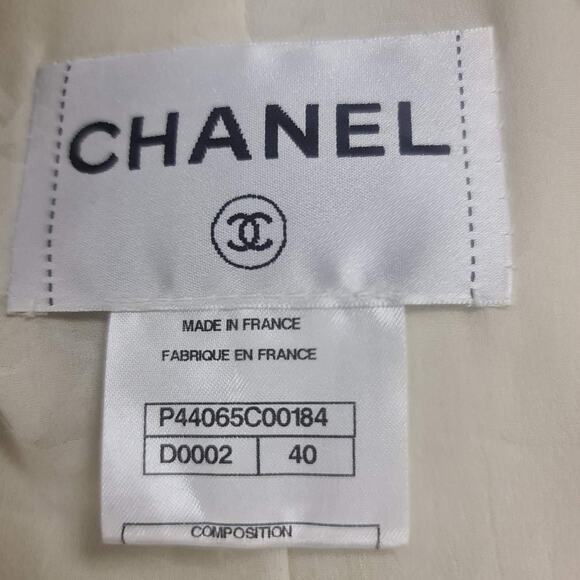 CHANEL
MADE IN FRANCE
FABRIQUE EN FRANCE
P44065C00184
D0002 40
COMPOSITION